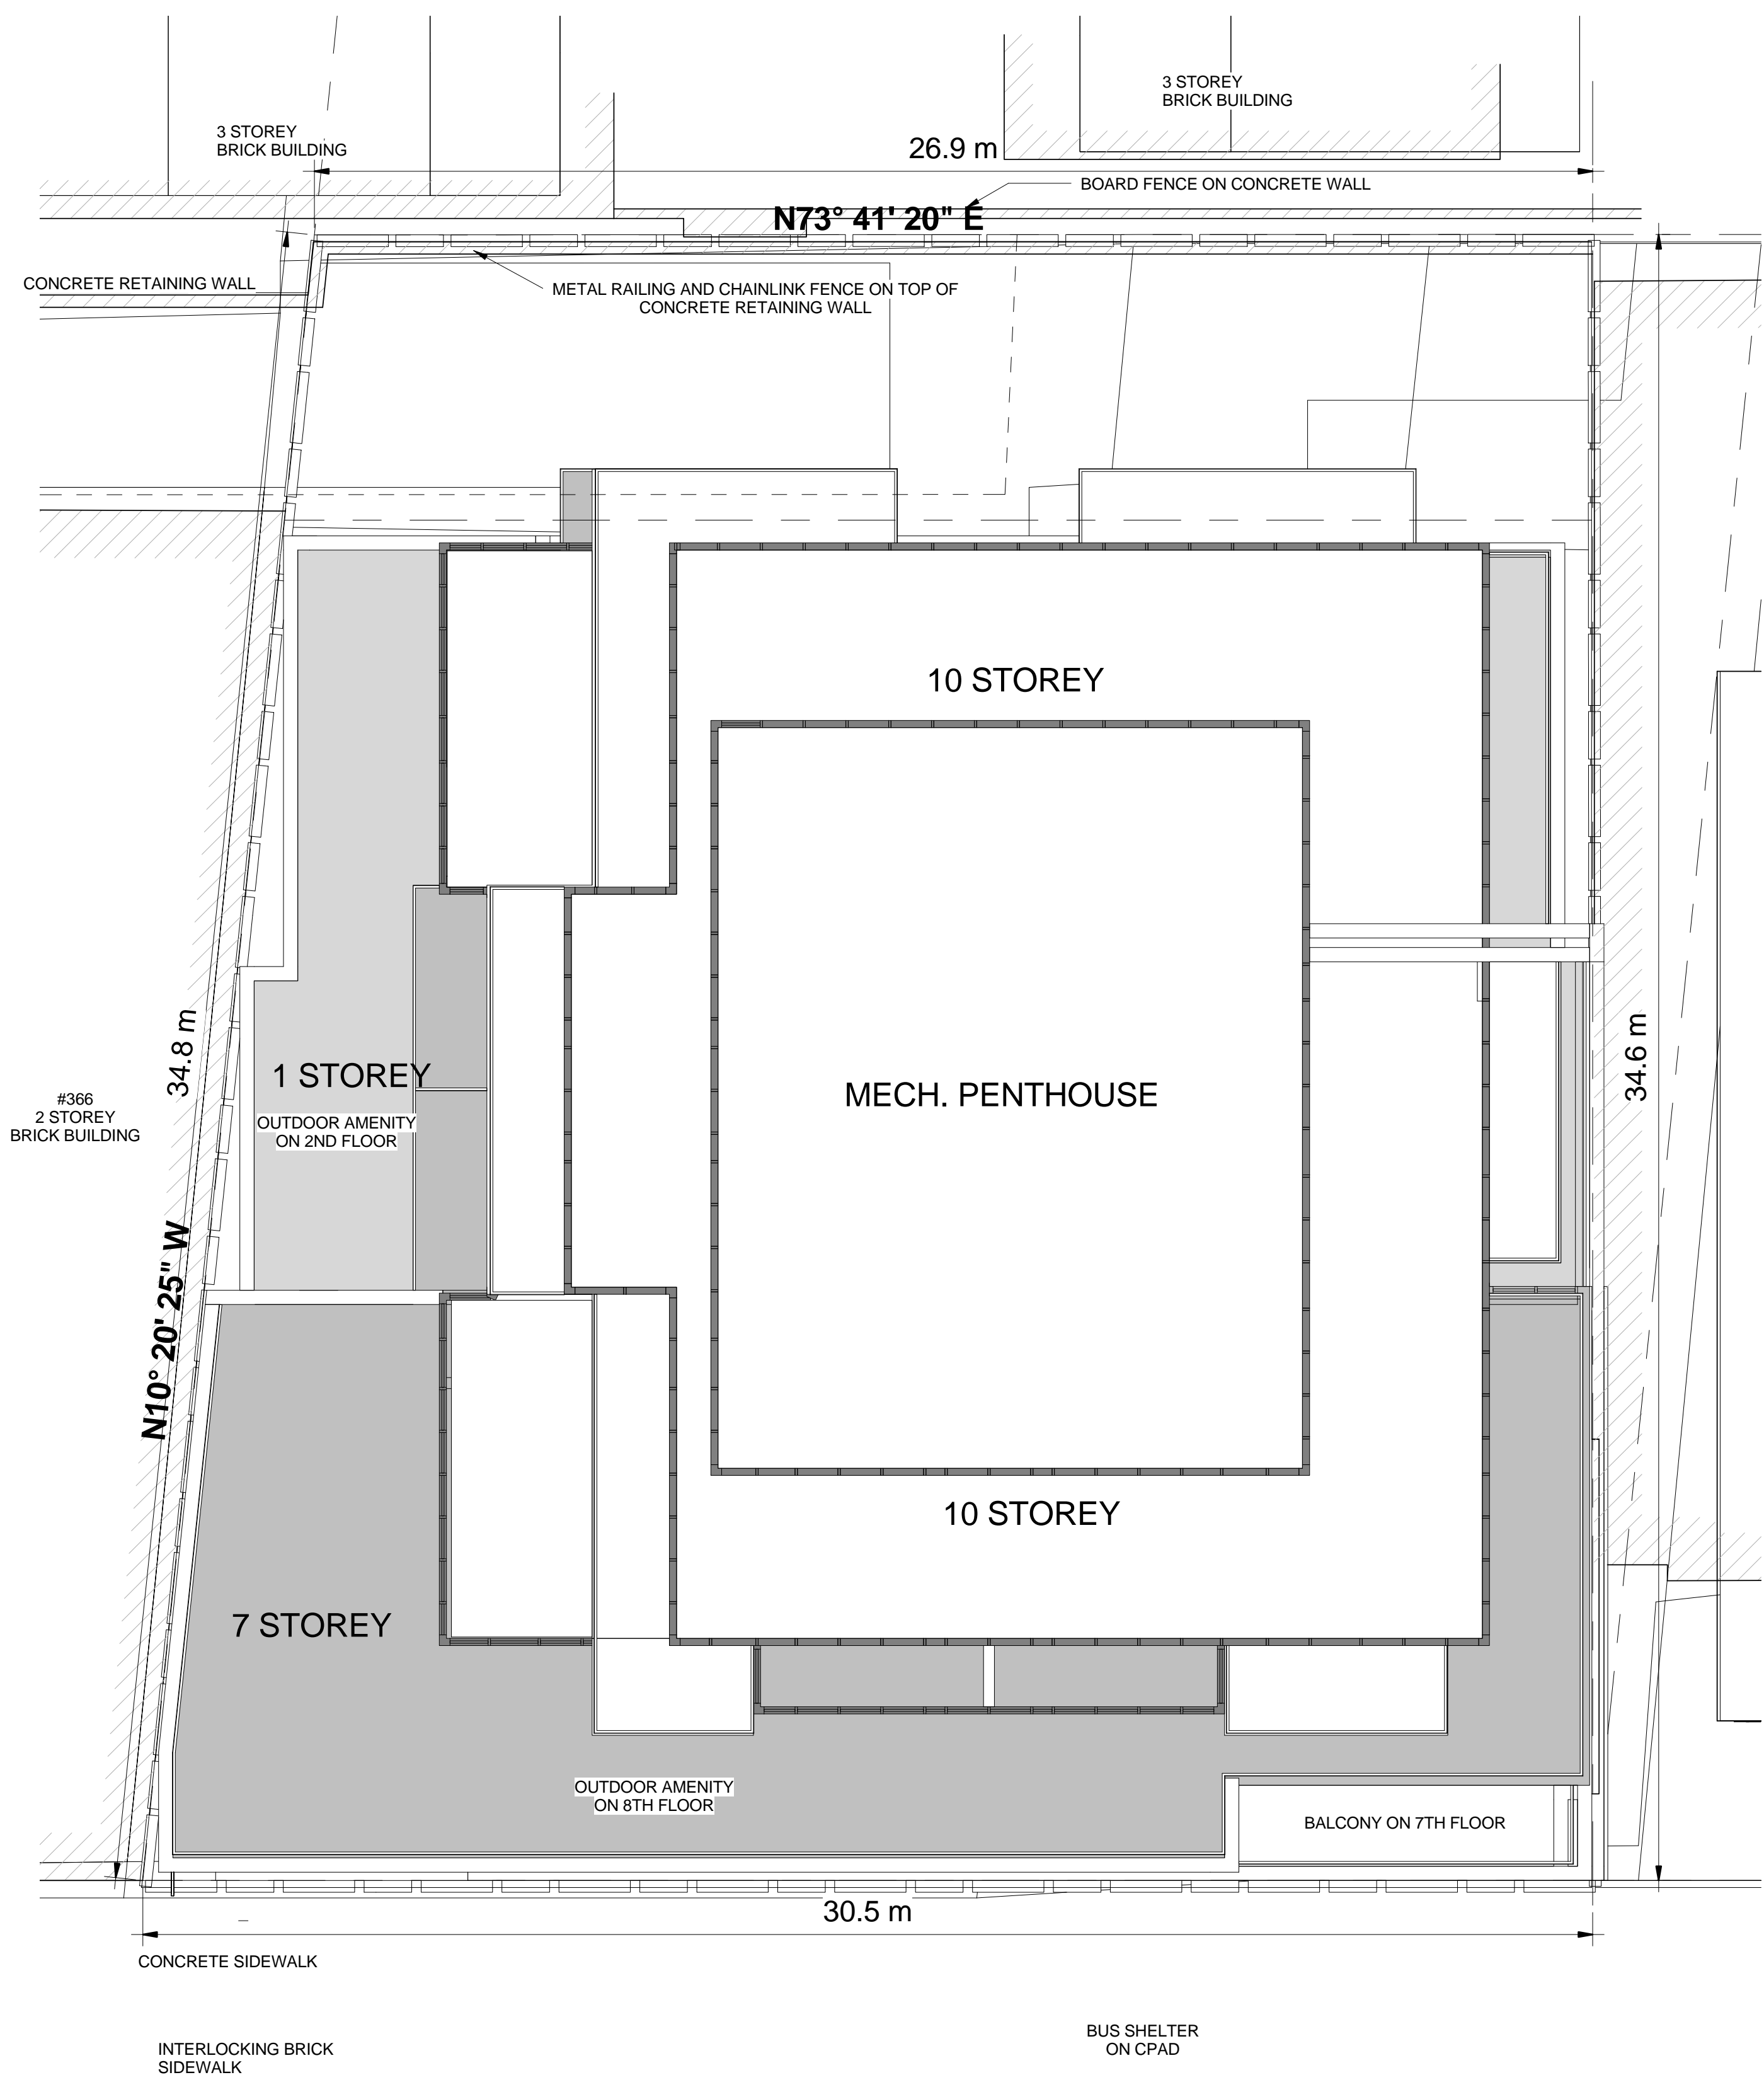 3 STOREY
BRICK BUILDING
3 STOREY
BRICK BUILDING
26.9 m
BOARD FENCE ON CONCRETE WALL
N73° 41' 20" E
CONCRETE RETAINING WALL
METAL RAILING AND CHAINLINK FENCE ON TOP OF
CONCRETE RETAINING WALL
10 STOREY
34.8 m
34.6 m
1 STOREY
MECH. PENTHOUSE
#366
2 STOREY
BRICK BUILDING
OUTDOOR AMENITY
ON 2ND FLOOR
N10° 20' 25" W
10 STOREY
7 STOREY
OUTDOOR AMENITY
ON 8TH FLOOR
BALCONY ON 7TH FLOOR
30.5 m
CONCRETE SIDEWALK
BUS SHELTER
ON CPAD
INTERLOCKING BRICK
SIDEWALK